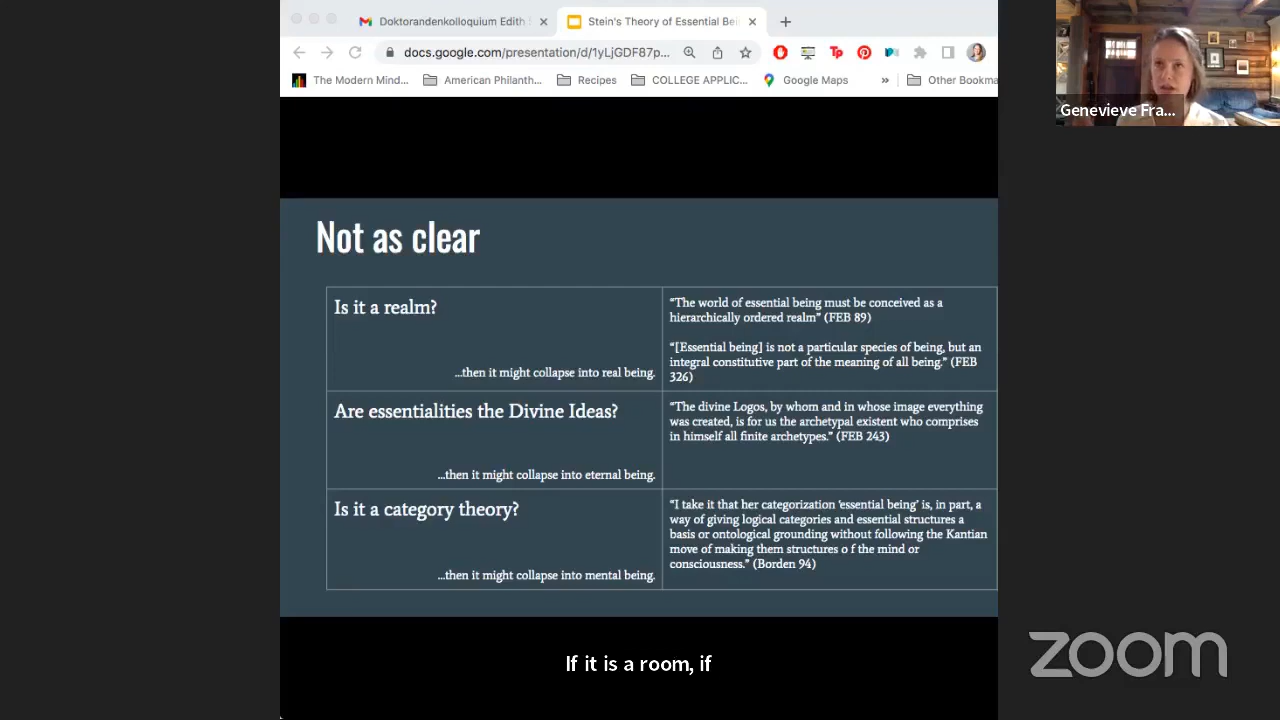 Doktorandenkolloquium Edith
Stein's Theory of Essential Bei
docs.google.com/presentation/d/1yLjGDF87p...
The Modern Mind...
American Philanth...
Recipes
COLLEGE APPLIC...
Google Maps
»
Other Bookma
Genevieve Fra...
Not as clear
Is it a realm?
...then it might collapse into real being.
“The world of essential being must be conceived as a
hierarchically ordered realm” (FEB 89)
“[Essential being] is not a particular species of being, but an
integral constitutive part of the meaning of all being.” (FEB
326)
Are essentialities the Divine Ideas?
...then it might collapse into eternal being.
“The divine Logos, by whom and in whose image everything
was created, is for us the archetypal existent who comprises
in himself all finite archetypes.” (FEB 243)
Is it a category theory?
...then it might collapse into mental being.
“I take it that her categorization ‘essential being’ is, in part, a
way of giving logical categories and essential structures a
basis or ontological grounding without following the Kantian
move of making them structures o f the mind or
consciousness.” (Borden 94)
If it is a room, if
zoom